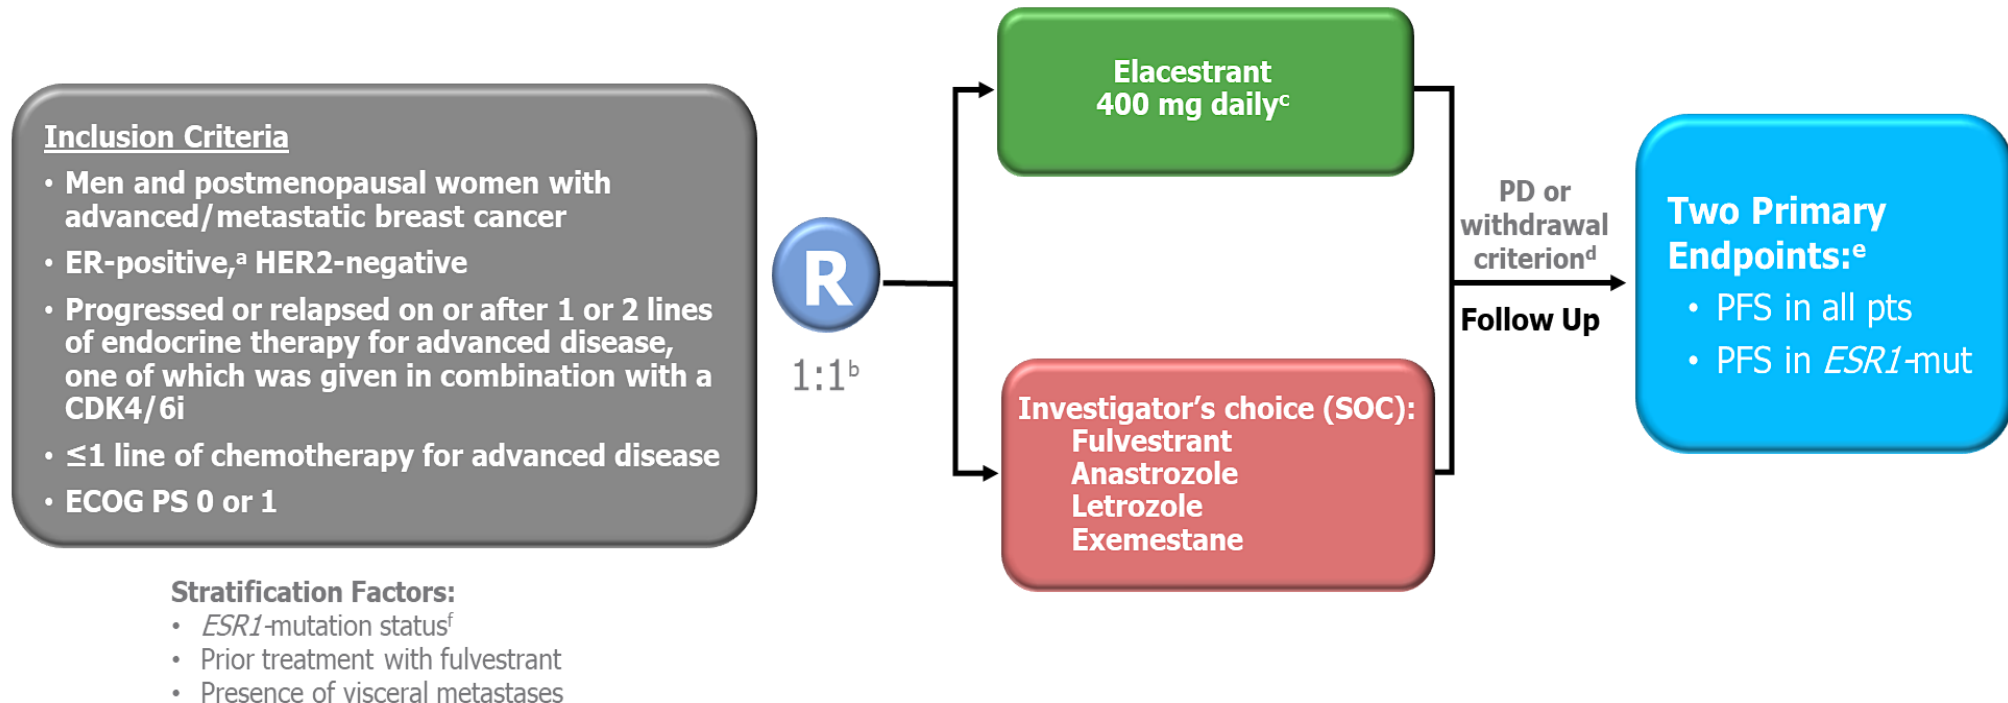 Inclusion Criteria
• Men and postmenopausal women with
advanced/metastatic breast cancer
• ER-positive,ᵃ HER2-negative
• Progressed or relapsed on or after 1 or 2 lines
of endocrine therapy for advanced disease,
one of which was given in combination with a
CDK4/6i
• ≤1 line of chemotherapy for advanced disease
• ECOG PS 0 or 1
Stratification Factors:
• ESR1-mutation statusᶠ
• Prior treatment with fulvestrant
• Presence of visceral metastases
R
1:1ᵇ
Elacestrant
400 mg dailyᶜ
Investigator’s choice (SOC):
Fulvestrant
Anastrozole
Letrozole
Exemestane
PD or
withdrawal
criterionᵈ
Follow Up
Two Primary
Endpoints:ᵉ
• PFS in all pts
• PFS in ESR1-mut